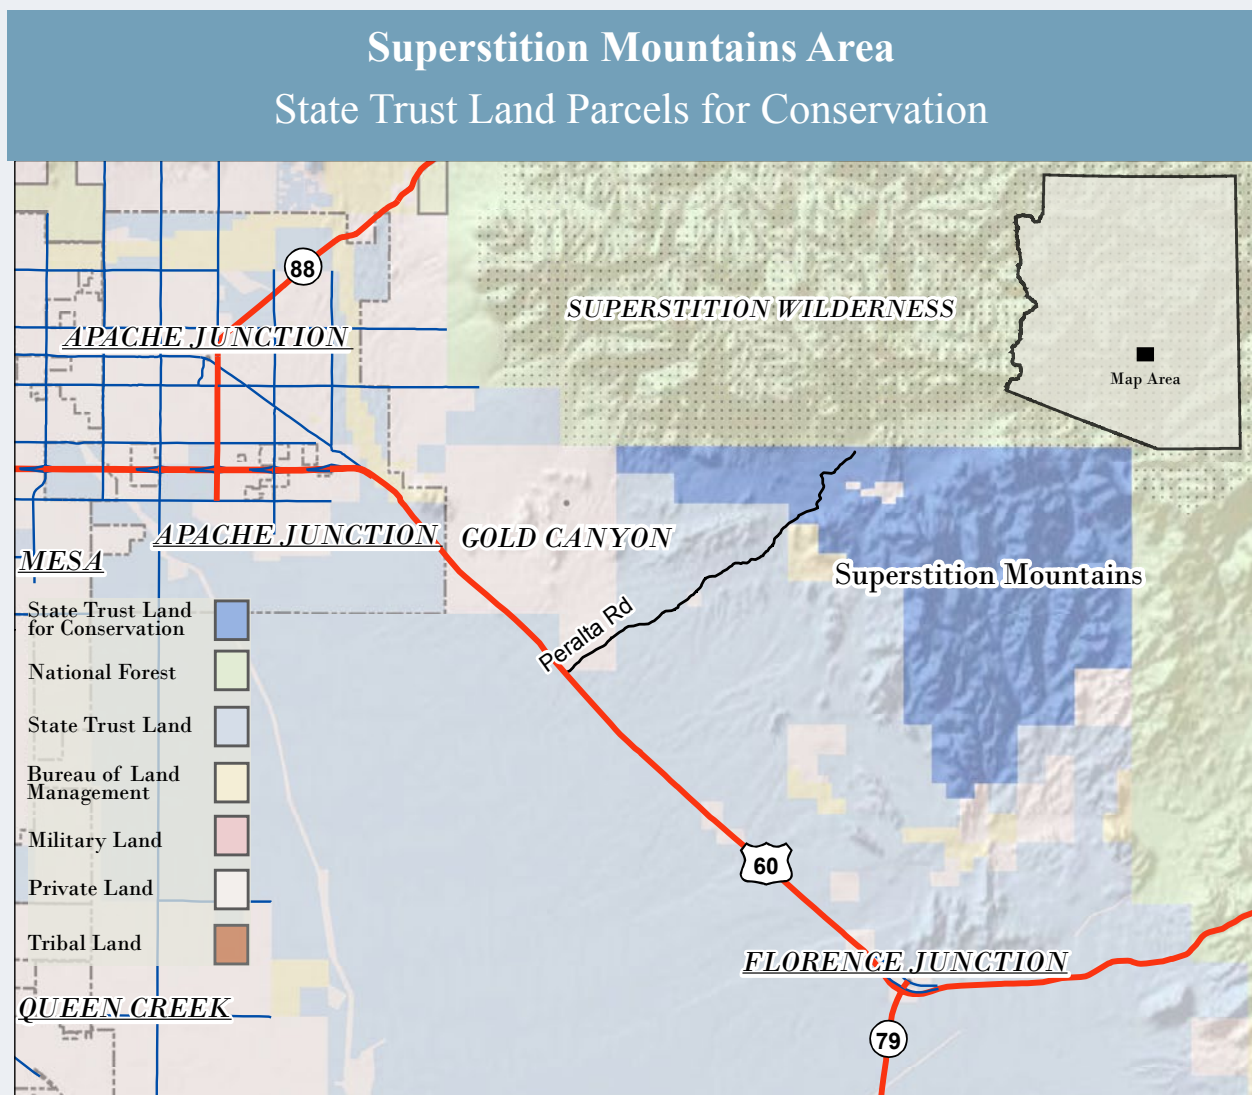 Superstition Mountains Area
State Trust Land Parcels for Conservation
88
SUPERSTITION WILDERNESS
APACHE JUNCTION
Map Area
APACHE JUNCTION
GOLD CANYON
MESA
Superstition Mountains
Peralta Rd
State Trust Land
for Conservation
National Forest
State Trust Land
Bureau of Land
Management
Military Land
Private Land
Tribal Land
60
FLORENCE JUNCTION
QUEEN CREEK
79